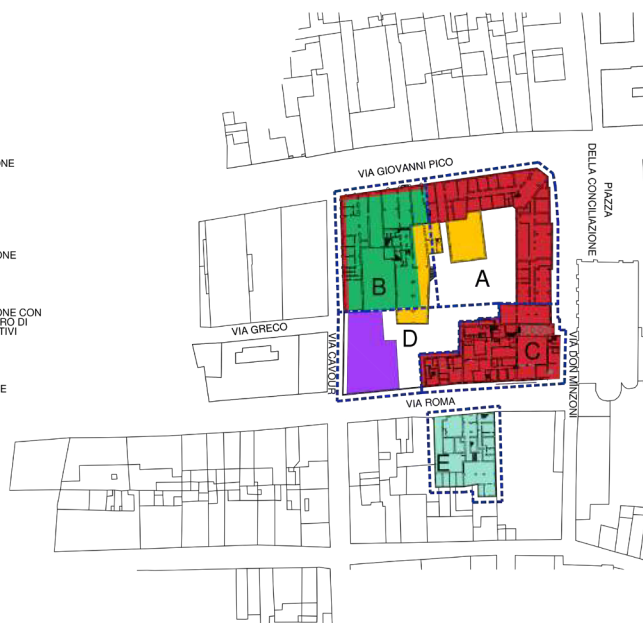 ONE
VIA GIOVANNI PICO
PIAZZA
DELLA CONCILIAZIONE
ONE
A
B
ONE CON
RO DI
TIVI
VIA GRECO
D
C
VIA CAVOUR
VIA DON MINZONI
E
VIA ROMA
E